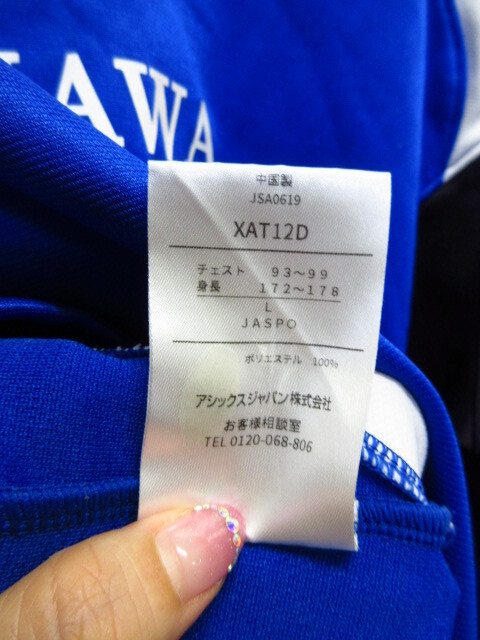 AWA
中国製
JSA0619
XAT12D
チェスト 93～99
身長 172～178
L
JASPO
ポリエステル 100%
アシックスジャパン株式会社
お客様相談室
TEL 0120-068-806